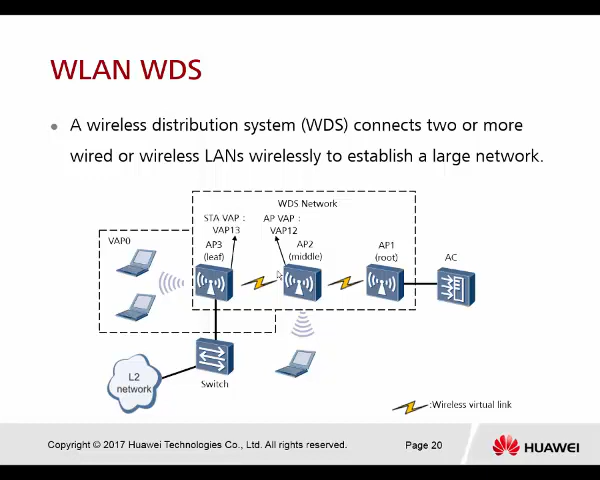 WLAN WDS
A wireless distribution system (WDS) connects two or more
wired or wireless LANs wirelessly to establish a large network.
WDS Network
STA VAP :
VAP13
AP VAP :
VAP12
VAP0
AP3
(leaf)
AP2
(middle)
AP1
(root)
AC
L2
network
Switch
:Wireless virtual link
Copyright © 2017 Huawei Technologies Co., Ltd. All rights reserved.
Page 20
HUAWEI